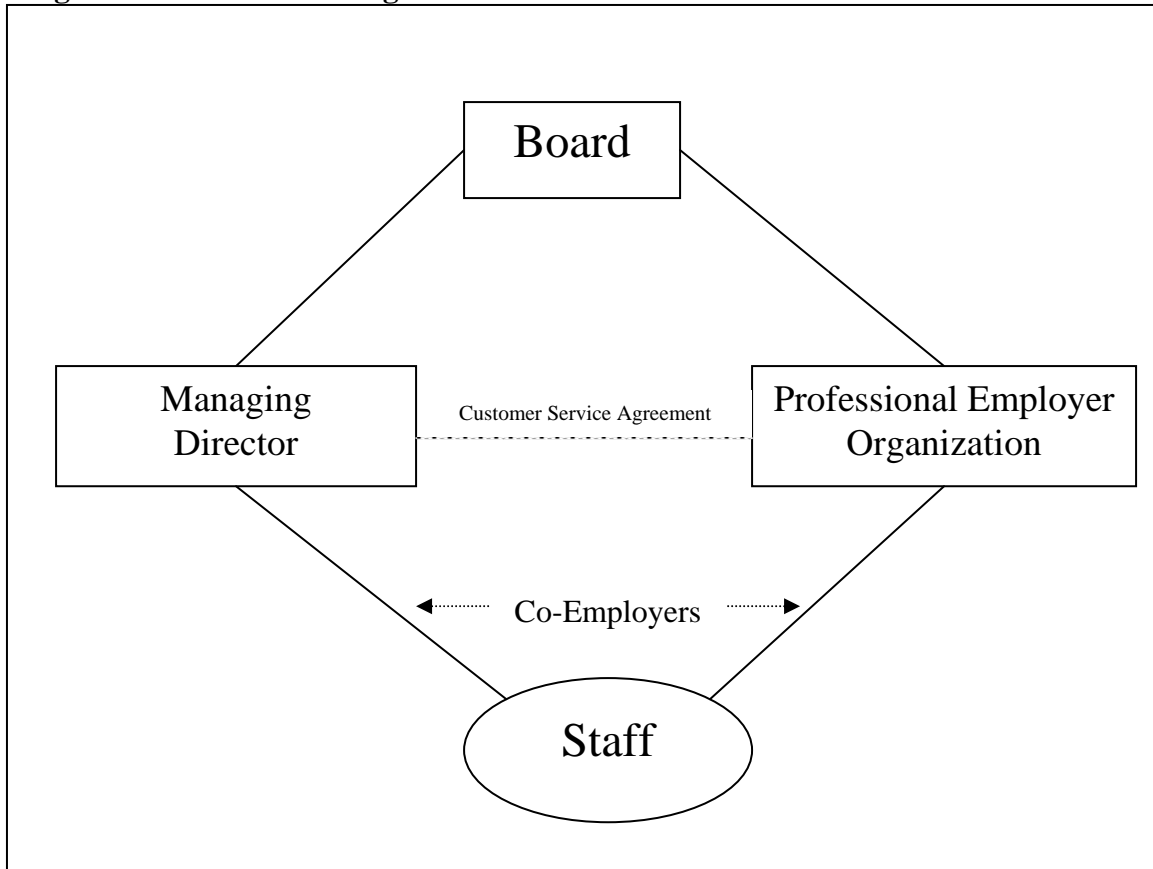 Board
Managing
Director
Customer Service Agreement
Professional Employer
Organization
Co-Employers
Staff